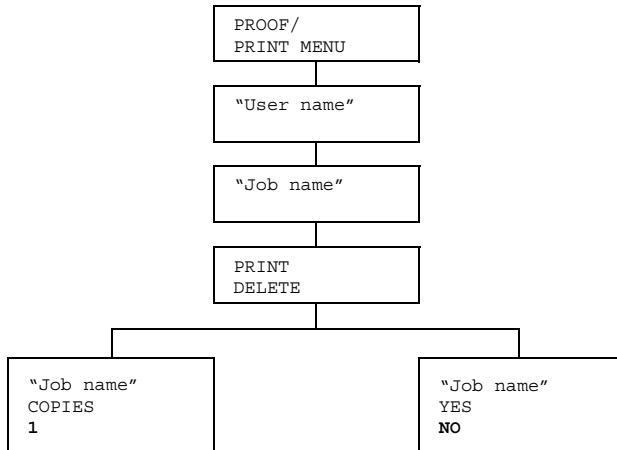 PROOF/
PRINT MENU
“User name”
“Job name”
PRINT
DELETE
“Job name”
COPIES
1
“Job name”
YES
NO